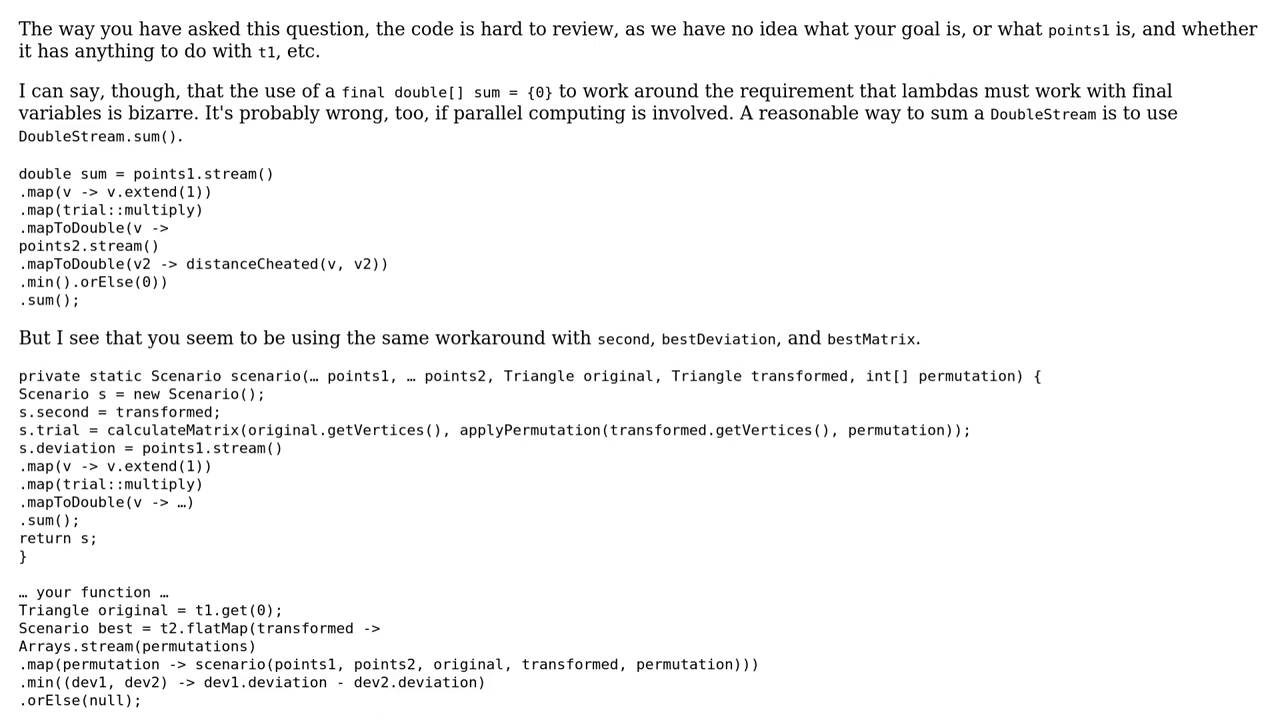 The way you have asked this question, the code is hard to review, as we have no idea what your goal is, or what points1 is, and whether
it has anything to do with t1, etc.
I can say, though, that the use of a final double[] sum = {0} to work around the requirement that lambdas must work with final
variables is bizarre. It's probably wrong, too, if parallel computing is involved. A reasonable way to sum a DoubleStream is to use
DoubleStream.sum().
double sum = points1.stream()
.map(v -> v.extend(1))
.map(trial::multiply)
.mapToDouble(v ->
points2.stream()
.mapToDouble(v2 -> distanceCheated(v, v2))
.min().orElse(0))
.sum();
But I see that you seem to be using the same workaround with second, bestDeviation, and bestMatrix.
private static Scenario scenario(… points1, … points2, Triangle original, Triangle transformed, int[] permutation) {
Scenario s = new Scenario();
s.second = transformed;
s.trial = calculateMatrix(original.getVertices(), applyPermutation(transformed.getVertices(), permutation));
s.deviation = points1.stream()
.map(v -> v.extend(1))
.map(trial::multiply)
.mapToDouble(v -> …)
.sum();
return s;
}
… your function …
Triangle original = t1.get(0);
Scenario best = t2.flatMap(transformed ->
Arrays.stream(permutations)
.map(permutation -> scenario(points1, points2, original, transformed, permutation)))
.min((dev1, dev2) -> dev1.deviation - dev2.deviation)
.orElse(null);